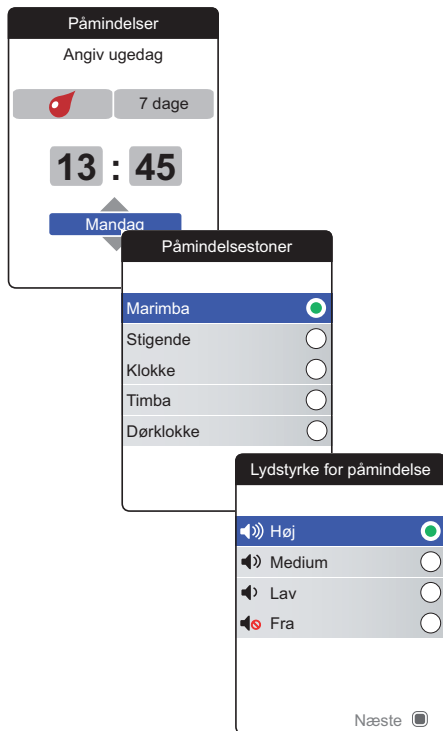 Påmindelser
Angiv ugedag
7 dage
13 : 45
Mandag
Påmindelsestoner
Marimba
Stigende
Klokke
Timba
Dørklokke
Lydstyrke for påmindelse
Høj
Medium
Lav
Fra
Næste